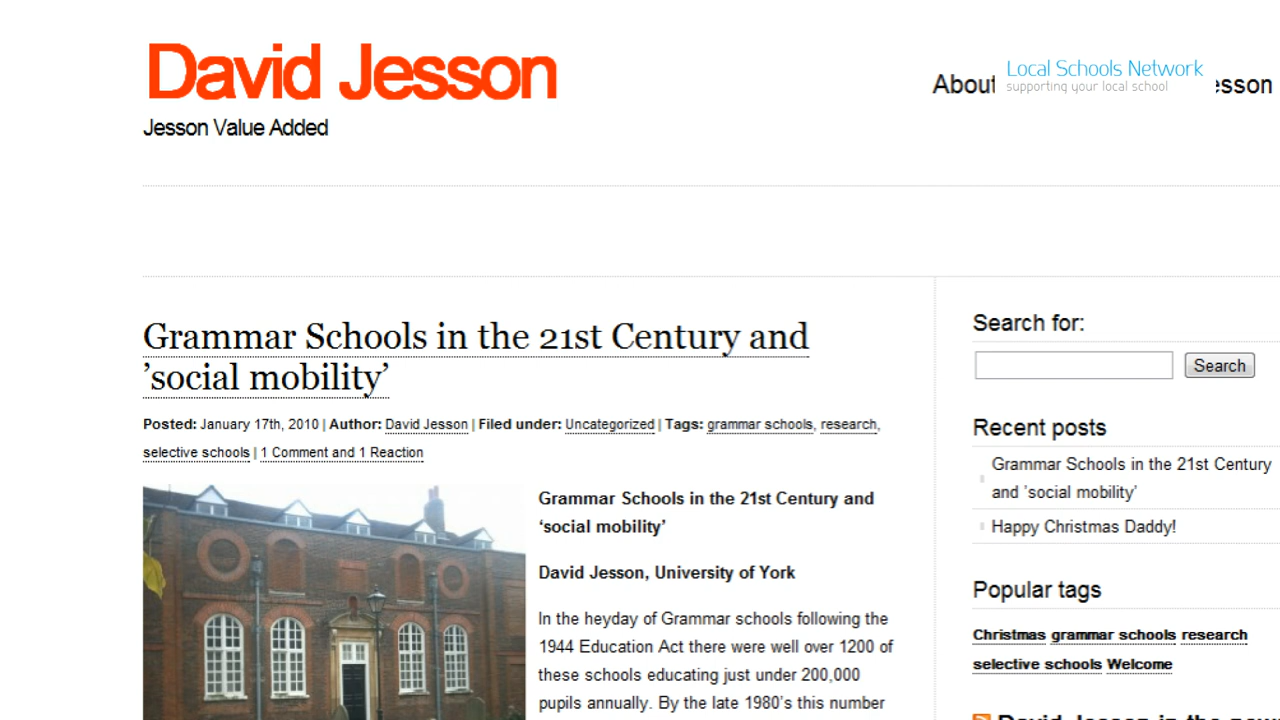 David Jesson
Jesson Value Added
About
Local Schools Network
supporting your local school
esson
Grammar Schools in the 21st Century and
’social mobility’
Posted: January 17th, 2010 | Author: David Jesson | Filed under: Uncategorized | Tags: grammar schools, research,
selective schools | 1 Comment and 1 Reaction
Grammar Schools in the 21st Century and
‘social mobility’
David Jesson, University of York
In the heyday of Grammar schools following the
1944 Education Act there were well over 1200 of
these schools educating just under 200,000
pupils annually. By the late 1980’s this number
Search for:
Search
Recent posts
Grammar Schools in the 21st Century
and ’social mobility’
Happy Christmas Daddy!
Popular tags
Christmas grammar schools research
selective schools Welcome
David Jesson in the